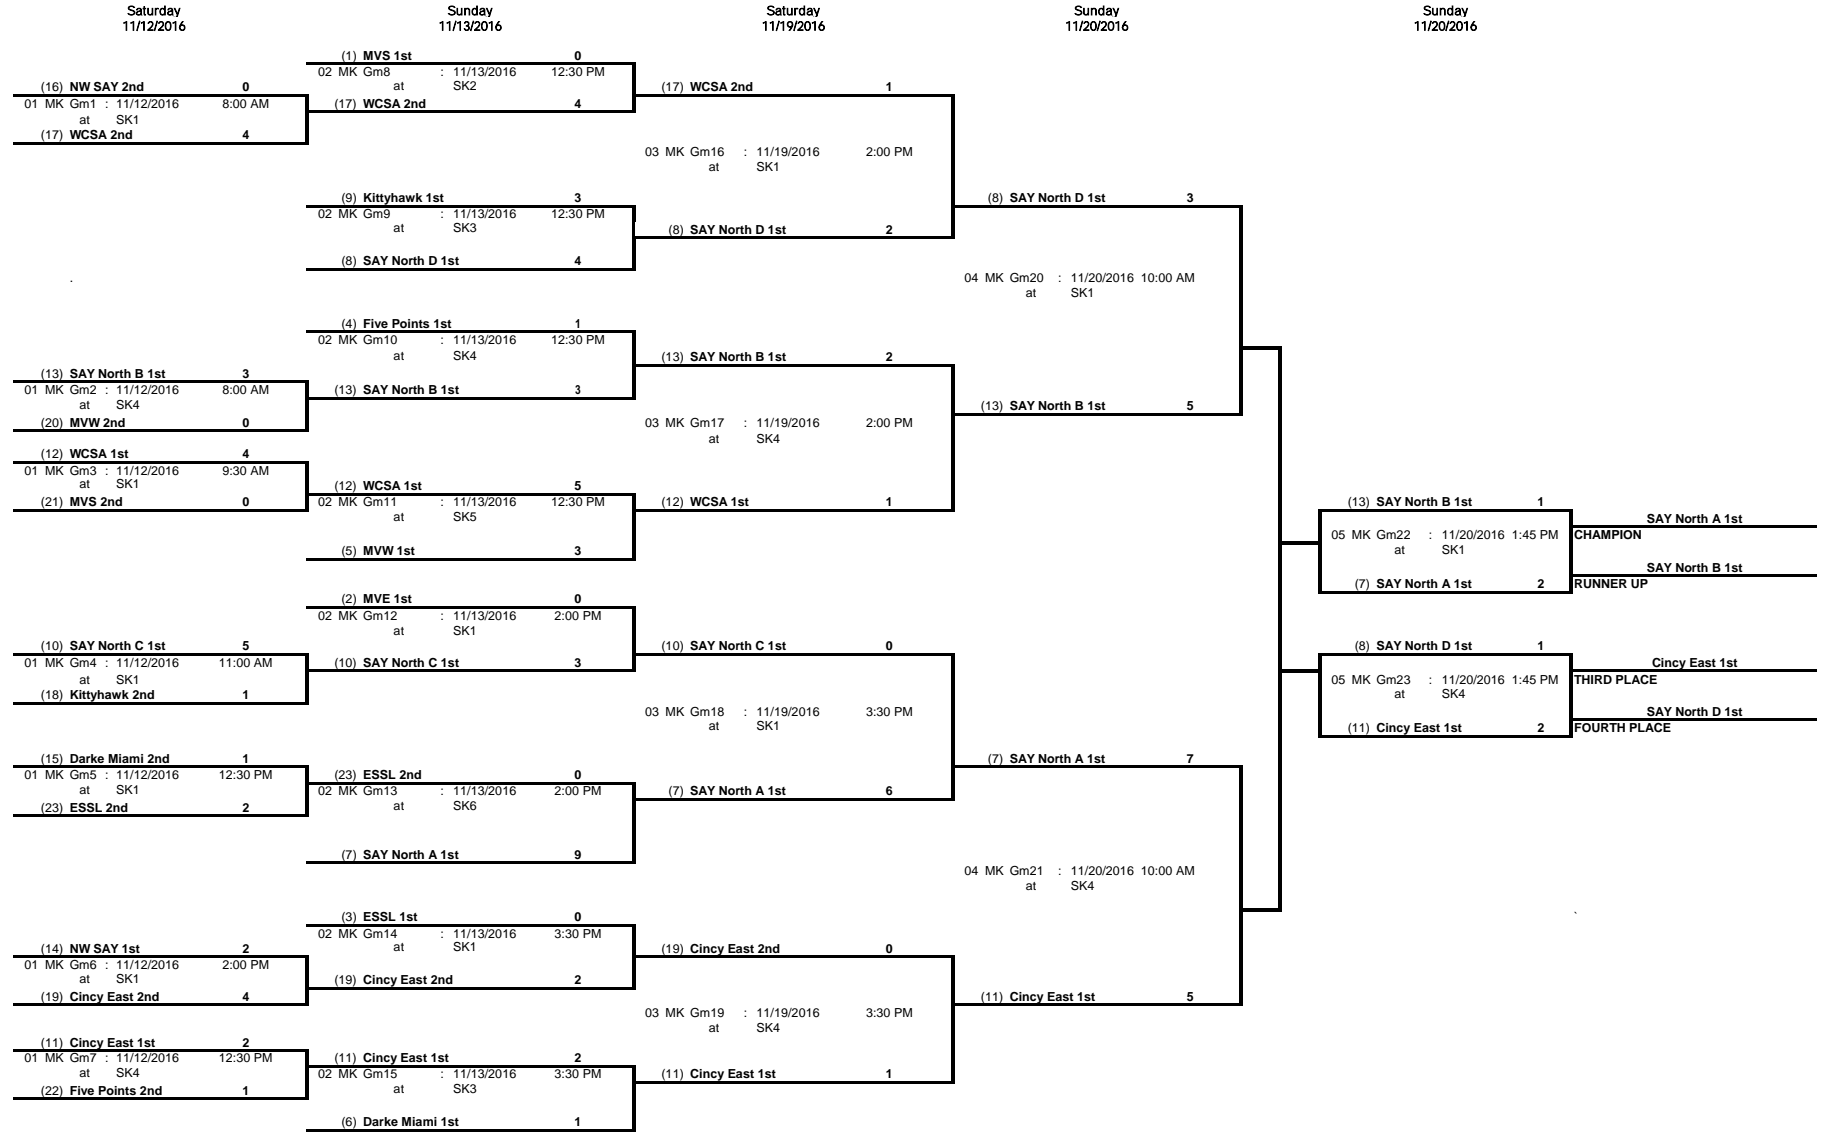 Saturday
11/12/2016
Sunday
11/13/2016
Saturday
11/19/2016
Sunday
11/20/2016
Sunday
11/20/2016
(16) NW SAY 2nd 0
01 MK Gm1 : 11/12/2016 8:00 AM
at SK1
(17) WCSA 2nd 4
(13) SAY North B 1st 3
01 MK Gm2 : 11/12/2016 8:00 AM
at SK4
(20) MVW 2nd 0
(12) WCSA 1st 4
01 MK Gm3 : 11/12/2016 9:30 AM
at SK1
(21) MVS 2nd 0
(10) SAY North C 1st 5
01 MK Gm4 : 11/12/2016 11:00 AM
at SK1
(18) Kittyhawk 2nd 1
(15) Darke Miami 2nd 1
01 MK Gm5 : 11/12/2016 12:30 PM
at SK1
(23) ESSL 2nd 2
(14) NW SAY 1st 2
01 MK Gm6 : 11/12/2016 2:00 PM
at SK1
(19) Cincy East 2nd 4
(11) Cincy East 1st 2
01 MK Gm7 : 11/12/2016 12:30 PM
at SK4
(22) Five Points 2nd 1
(1) MVS 1st 0
02 MK Gm8 : 11/13/2016 12:30 PM
at SK2
(17) WCSA 2nd 4
(9) Kittyhawk 1st 3
02 MK Gm9 : 11/13/2016 12:30 PM
at SK3
(8) SAY North D 1st 4
(4) Five Points 1st 1
02 MK Gm10 : 11/13/2016 12:30 PM
at SK4
(13) SAY North B 1st 3
(12) WCSA 1st 5
02 MK Gm11 : 11/13/2016 12:30 PM
at SK5
(5) MVW 1st 3
(2) MVE 1st 0
02 MK Gm12 : 11/13/2016 2:00 PM
at SK1
(10) SAY North C 1st 3
(23) ESSL 2nd 0
02 MK Gm13 : 11/13/2016 2:00 PM
at SK6
(7) SAY North A 1st 9
(3) ESSL 1st 0
02 MK Gm14 : 11/13/2016 3:30 PM
at SK1
(19) Cincy East 2nd 2
(11) Cincy East 1st 2
02 MK Gm15 : 11/13/2016 3:30 PM
at SK3
(6) Darke Miami 1st 1
(17) WCSA 2nd 1
03 MK Gm16 : 11/19/2016 2:00 PM
at SK1
(8) SAY North D 1st 2
(13) SAY North B 1st 2
03 MK Gm17 : 11/19/2016 2:00 PM
at SK4
(12) WCSA 1st 1
(10) SAY North C 1st 0
03 MK Gm18 : 11/19/2016 3:30 PM
at SK1
(7) SAY North A 1st 6
(19) Cincy East 2nd 0
03 MK Gm19 : 11/19/2016 3:30 PM
at SK4
(11) Cincy East 1st 1
(8) SAY North D 1st 3
04 MK Gm20 : 11/20/2016 10:00 AM
at SK1
(13) SAY North B 1st 5
(7) SAY North A 1st 7
04 MK Gm21 : 11/20/2016 10:00 AM
at SK4
(11) Cincy East 1st 5
(13) SAY North B 1st 1
05 MK Gm22 : 11/20/2016 1:45 PM
at SK1
(7) SAY North A 1st 2
(8) SAY North D 1st 1
05 MK Gm23 : 11/20/2016 1:45 PM
at SK4
(11) Cincy East 1st 2
SAY North A 1st
CHAMPION
SAY North B 1st
RUNNER UP
Cincy East 1st
THIRD PLACE
SAY North D 1st
FOURTH PLACE